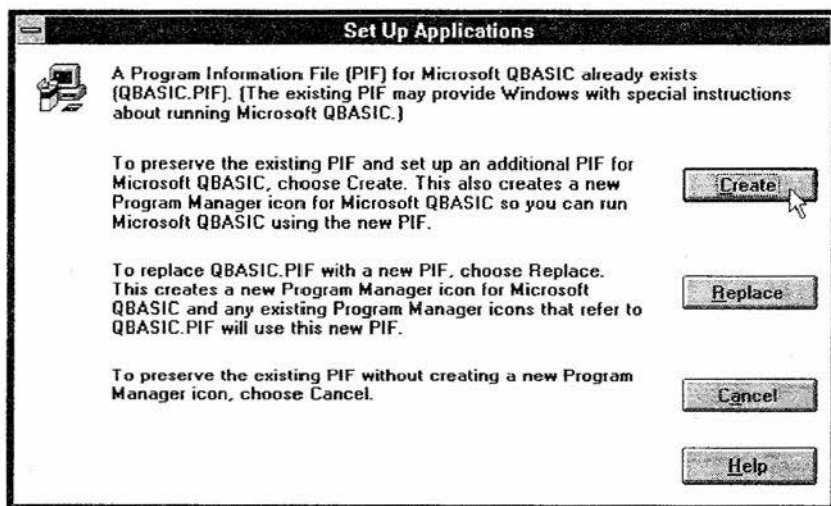 Set Up Applications
A Program Information File (PIF) for Microsoft QBASIC already exists
(QBASIC.PIF). (The existing PIF may provide Windows with special instructions
about running Microsoft QBASIC.)
To preserve the existing PIF and set up an additional PIF for
Microsoft QBASIC, choose Create. This also creates a new
Program Manager icon for Microsoft QBASIC so you can run
Microsoft QBASIC using the new PIF.
Create
To replace QBASIC.PIF with a new PIF, choose Replace.
This creates a new Program Manager icon for Microsoft
QBASIC and any existing Program Manager icons that refer to
QBASIC.PIF will use this new PIF.
Replace
To preserve the existing PIF without creating a new Program
Manager icon, choose Cancel.
Cancel
Help